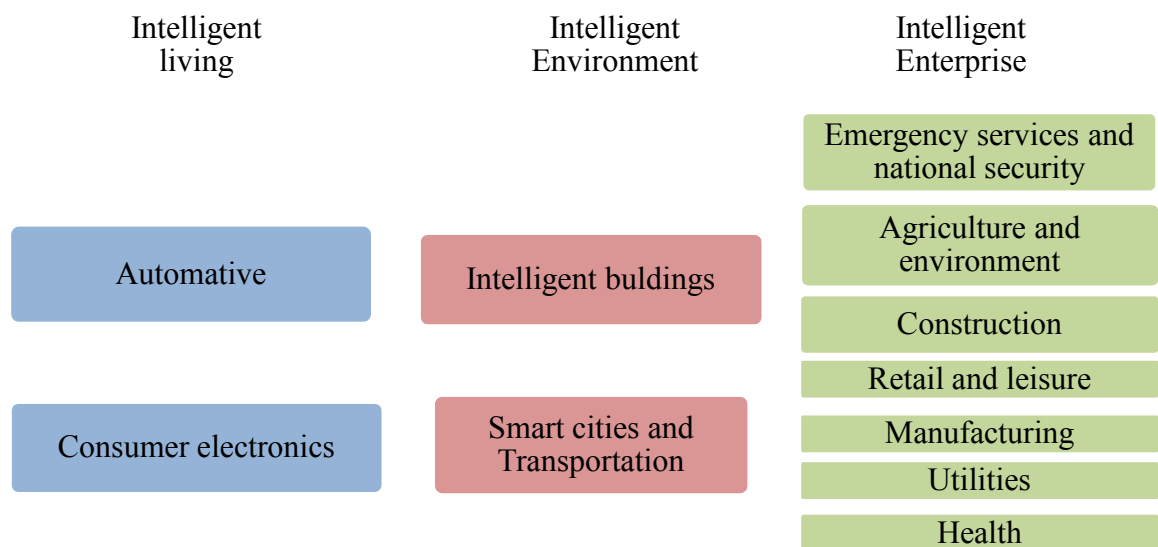 Intelligent
living
Intelligent
Environment
Intelligent
Enterprise
Automative
Consumer electronics
Intelligent buldings
Smart cities and
Transportation
Emergency services and
national security
Agriculture and
environment
Construction
Retail and leisure
Manufacturing
Utilities
Health